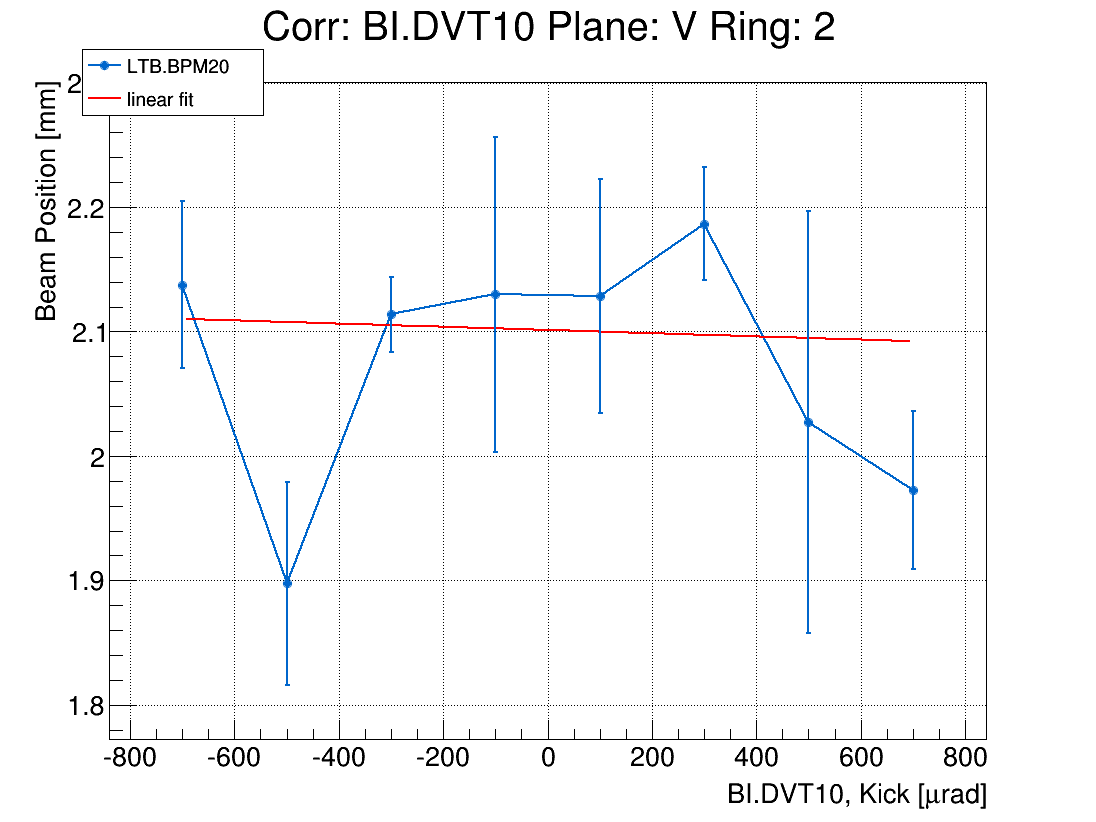 Corr: BI.DVT10 Plane: V Ring: 2
LTB.BPM20
linear fit
Beam Position [mm]
2
2.2
2.1
2
1.9
1.8
-800 -600 -400 -200 0 200 400 600 800
BI.DVT10, Kick [μrad]